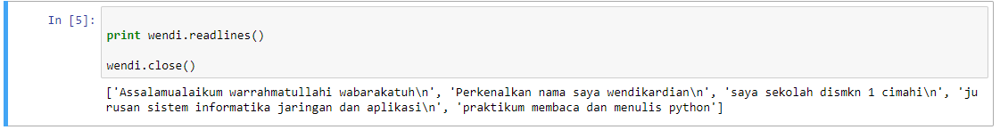 In [5]:
print wendi.readlines()
wendi.close()
['Assalamualaikum warrahmatullahi wabarakatuh\n', 'Perkenalkan nama saya wendikardian\n', 'saya sekolah dismkn 1 cimahi\n', 'ju
rusan sistem informatika jaringan dan aplikasi\n', 'praktikum membaca dan menulis python']